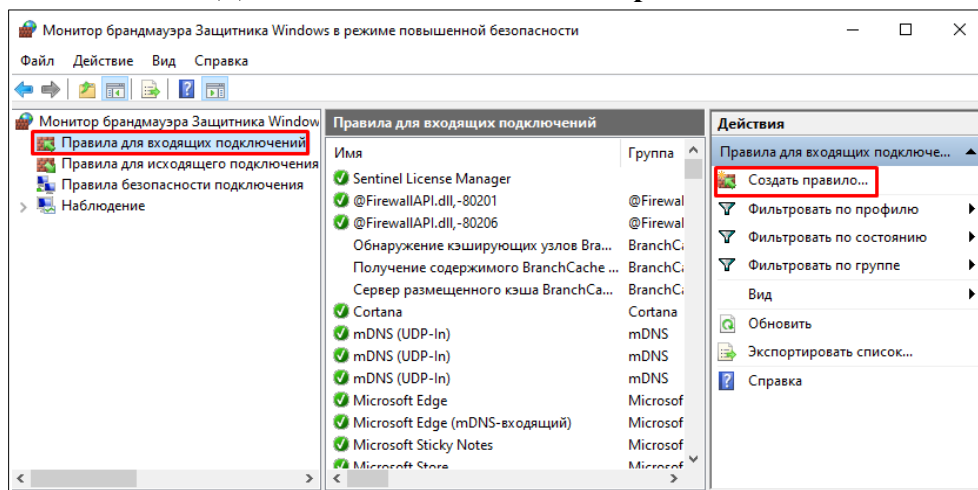 Монитор брандмауэра Защитника Windows в режиме повышенной безопасности
Файл Действие Вид Справка
Монитор брандмауэра Защитника Window
Правила для входящих подключений
Правила для исходящего подключения
Правила безопасности подключения
Наблюдение
Правила для входящих подключений
Имя Группа
Sentinel License Manager
@FirewallAPI.dll,-80201 @Firewal
@FirewallAPI.dll,-80206 @Firewal
Обнаружение кэширующих узлов Bra... BranchCa
Получение содержимого BranchCache ... BranchCa
Сервер размещенного кэша BranchCa... BranchCa
Cortana Cortana
mDNS (UDP-In) mDNS
mDNS (UDP-In) mDNS
mDNS (UDP-In) mDNS
Microsoft Edge Microsof
Microsoft Edge (mDNS-входящий) Microsof
Microsoft Sticky Notes Microsof
Microsoft Store Microsof
Действия
Правила для входящих подключе...
Создать правило...
Фильтровать по профилю
Фильтровать по состоянию
Фильтровать по группе
Вид
Обновить
Экспортировать список...
Справка